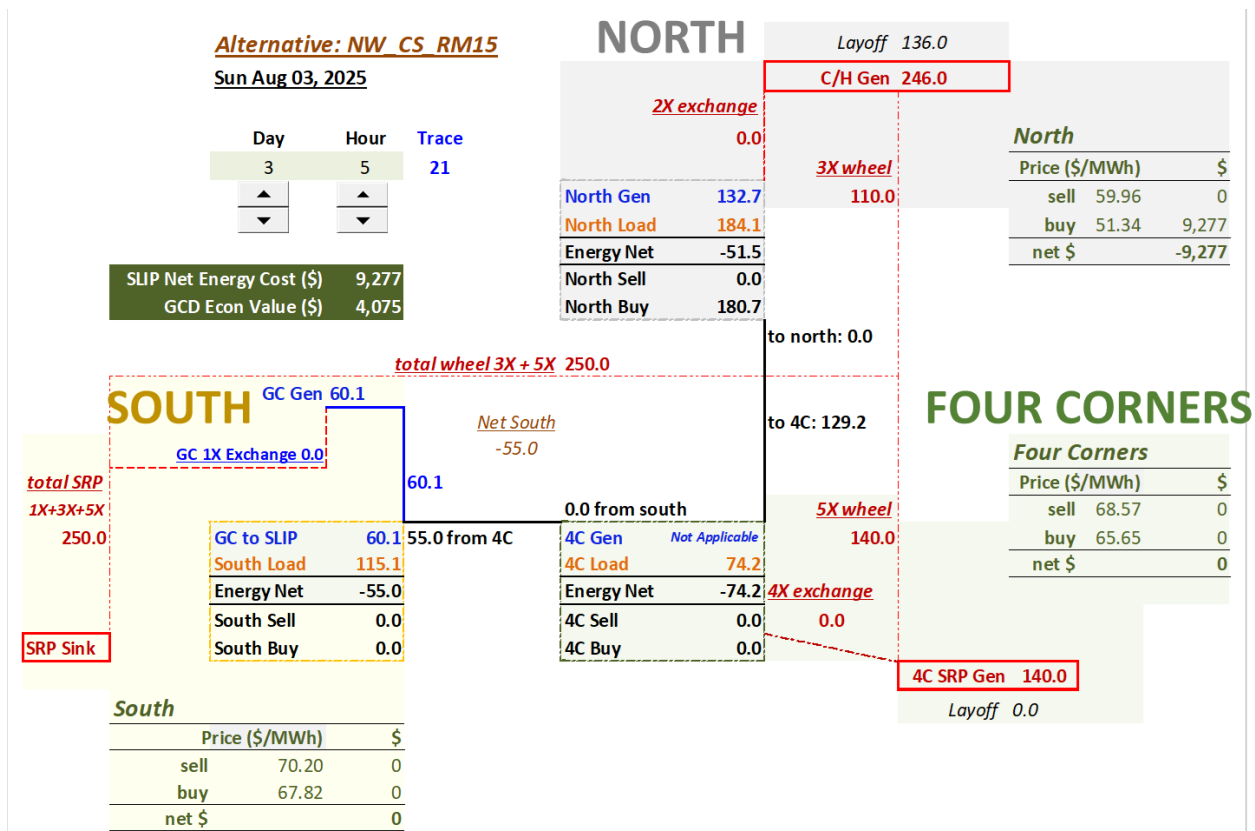 NORTH
Alternative: NW_CS_RM15
Layoff 136.0
Sun Aug 03, 2025
C/H Gen 246.0
2X exchange
0.0
Day Hour Trace
3 5 21
3X wheel
110.0
North
Price ($/MWh) $
sell 59.96 0
buy 51.34 9,277
net $ -9,277
North Gen 132.7
North Load 184.1
Energy Net -51.5
North Sell 0.0
North Buy 180.7
SLIP Net Energy Cost ($) 9,277
GCD Econ Value ($) 4,075
to north: 0.0
total wheel 3X + 5X 250.0
SOUTH
GC Gen 60.1
Net South
-55.0
to 4C: 129.2
FOUR CORNERS
GC 1X Exchange 0.0
Four Corners
Price ($/MWh) $
sell 68.57 0
buy 65.65 0
net $ 0
total SRP
1X+3X+5X
250.0
60.1
0.0 from south
5X wheel
140.0
GC to SLIP 60.1
South Load 115.1
Energy Net -55.0
South Sell 0.0
South Buy 0.0
55.0 from 4C
4C Gen Not Applicable
4C Load 74.2
Energy Net -74.2
4C Sell 0.0
4C Buy 0.0
4X exchange
0.0
SRP Sink
4C SRP Gen 140.0
Layoff 0.0
South
Price ($/MWh) $
sell 70.20 0
buy 67.82 0
net $ 0